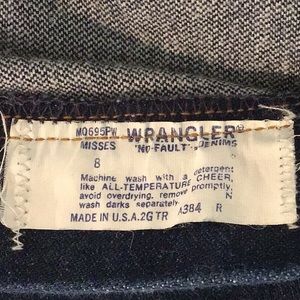 MQ695PW WRANGLER®
MISSES "NO-FAULT" DENIMS
8
Machine wash with a detergent
like ALL-TEMPERATURE CHEER,
avoid overdrying, remove promptly,
wash darks separately. N
MADE IN U.S.A. 2G TR A384 R